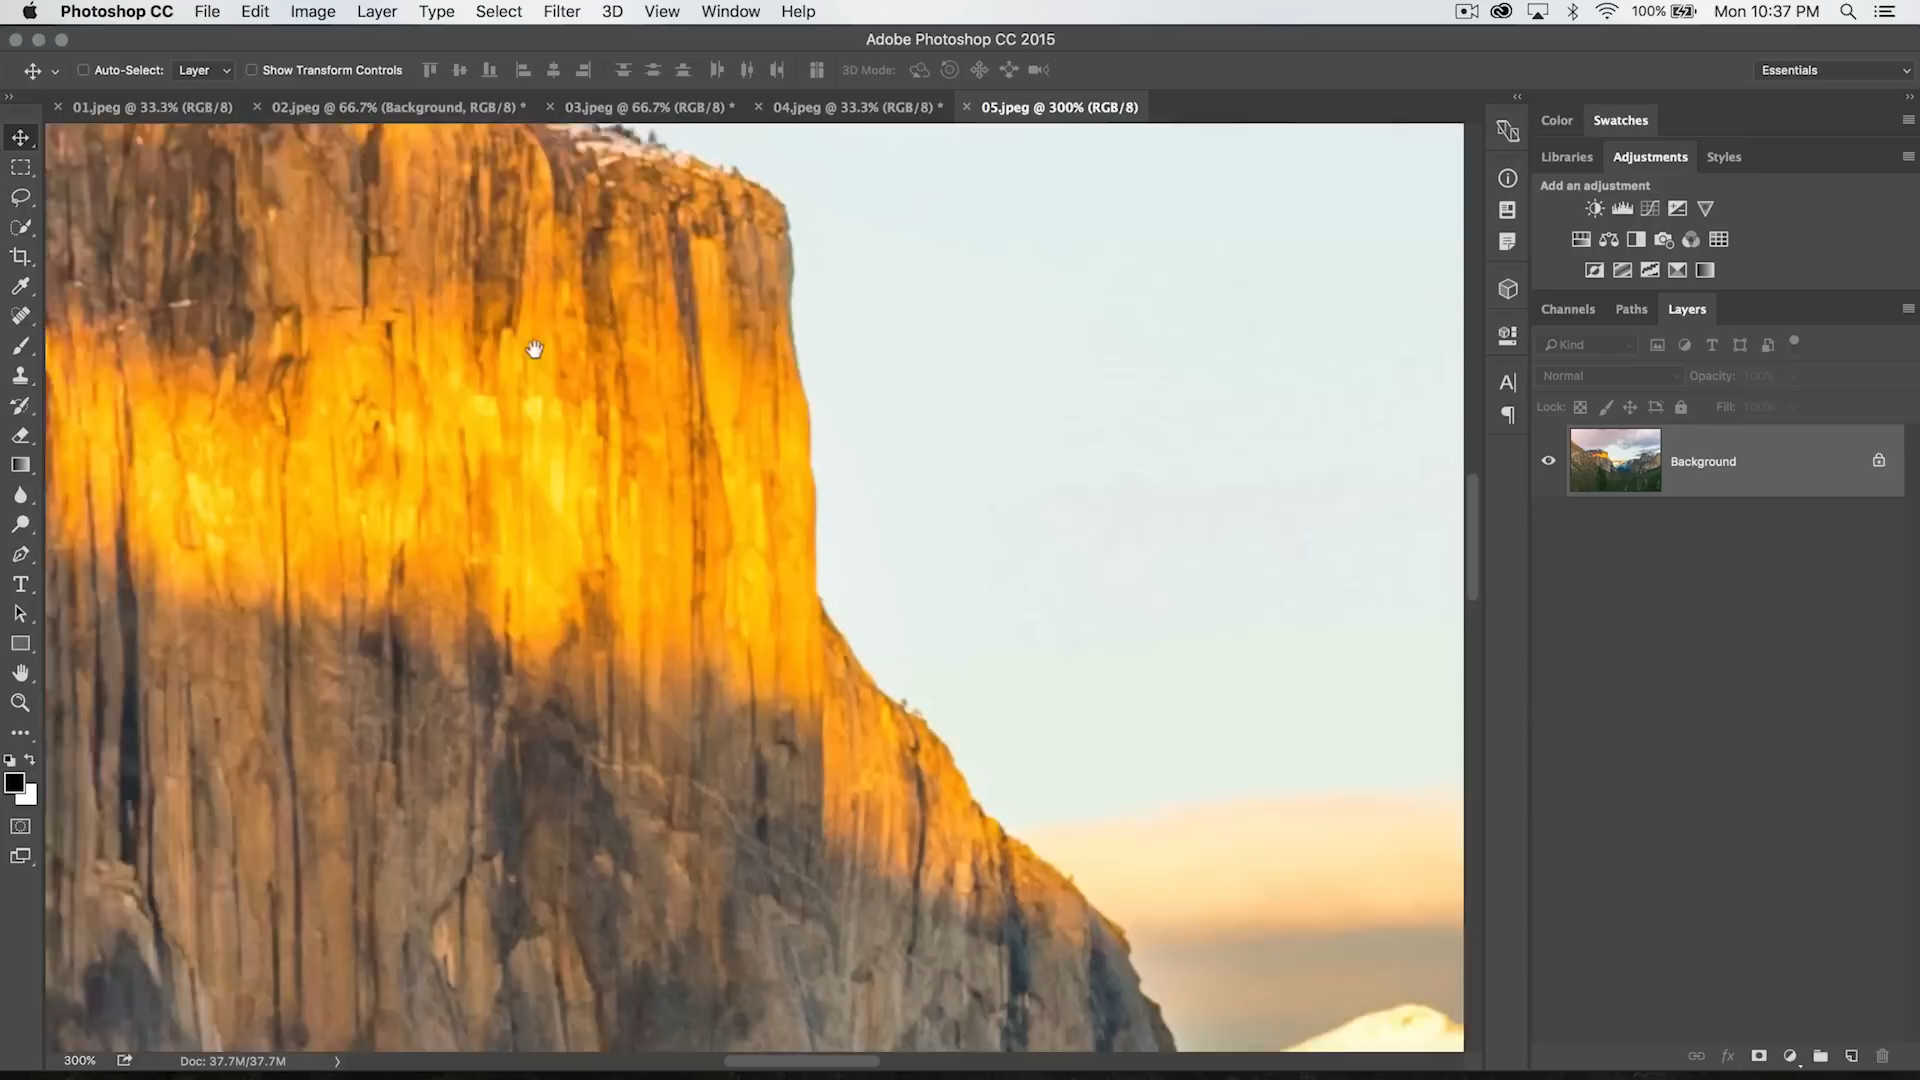 Photoshop CC File Edit Image Layer Type Select Filter 3D View Window Help 100% Mon 10:37 PM
Adobe Photoshop CC 2015
Auto-Select: Layer Show Transform Controls 3D Mode: Essentials
01.jpeg @ 33.3% (RGB/8) 02.jpeg @ 66.7% (Background, RGB/8) * 03.jpeg @ 66.7% (RGB/8) * 04.jpeg @ 33.3% (RGB/8) * 05.jpeg @ 300% (RGB/8)
Color Swatches
Libraries Adjustments Styles
Add an adjustment
Channels Paths Layers
Kind
Normal Opacity: 100%
Lock: Fill: 100%
Background
300% Doc: 37.7M/37.7M